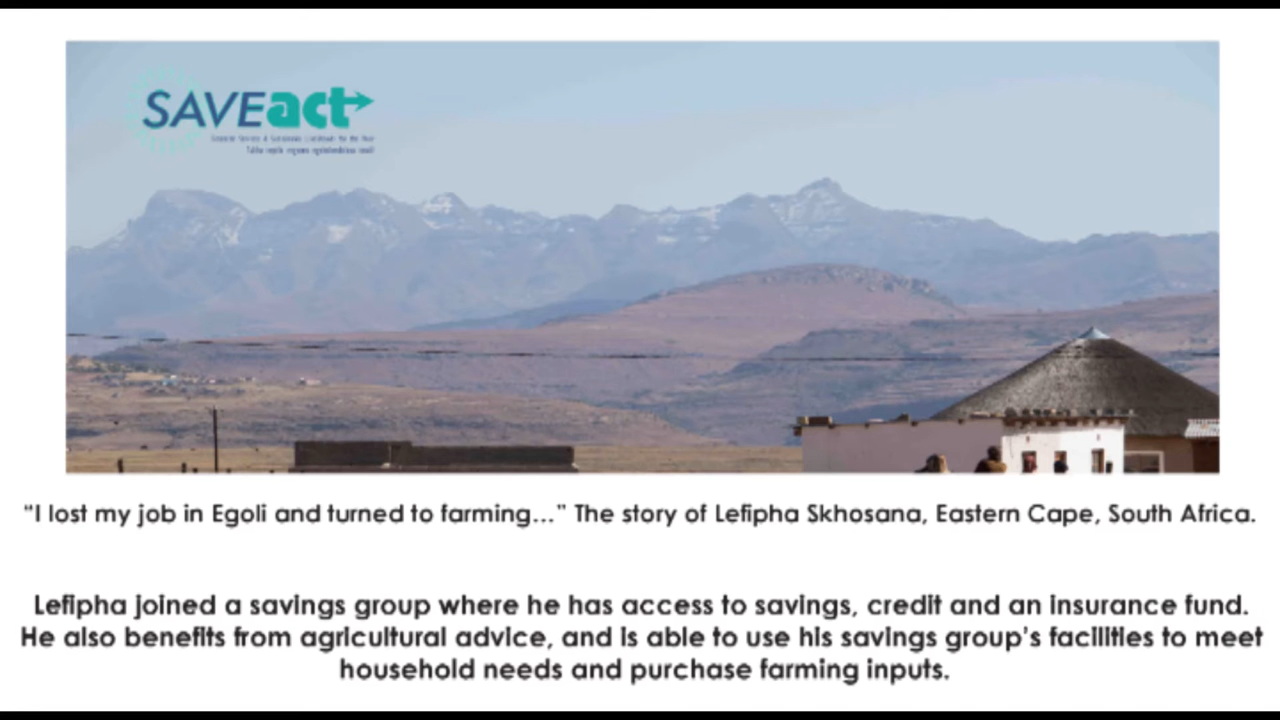 SAVEact
"I lost my job in Egoli and turned to farming..." The story of Lefipha Skhosana, Eastern Cape, South Africa.
Lefipha joined a savings group where he has access to savings, credit and an insurance fund.
He also benefits from agricultural advice, and is able to use his savings group's facilities to meet
household needs and purchase farming inputs.